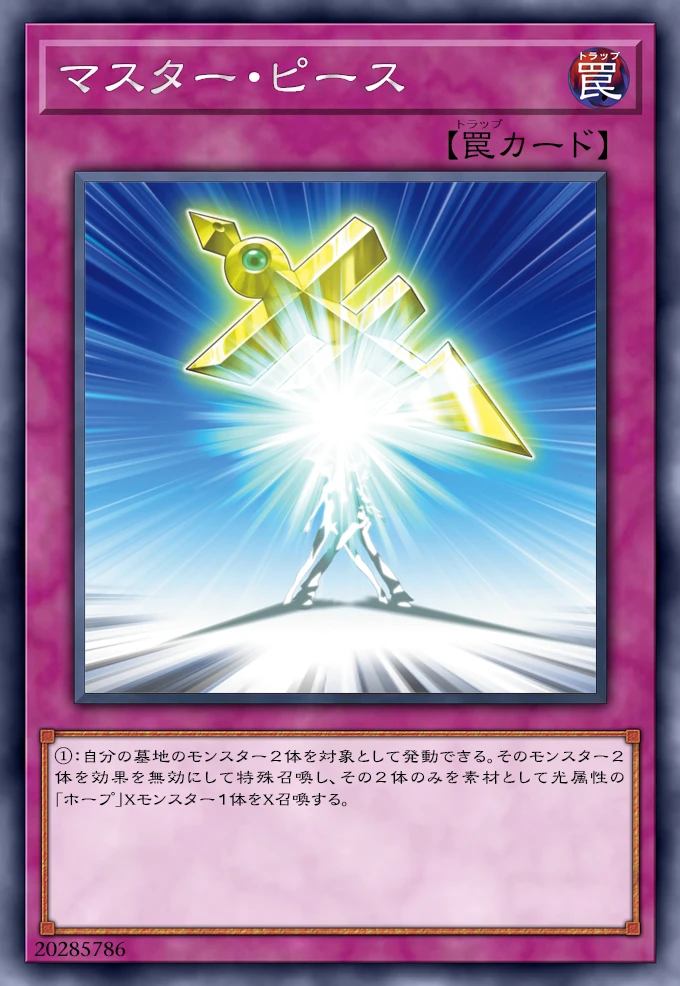 マスター・ピース
トラップ
罠
トラップ
【罠カード】
①:自分の墓地のモンスター2体を対象として発動できる。そのモンスター2
体を効果を無効にして特殊召喚し、その2体のみを素材として光属性の
「ホープ」Xモンスター1体をX召喚する。
20285786